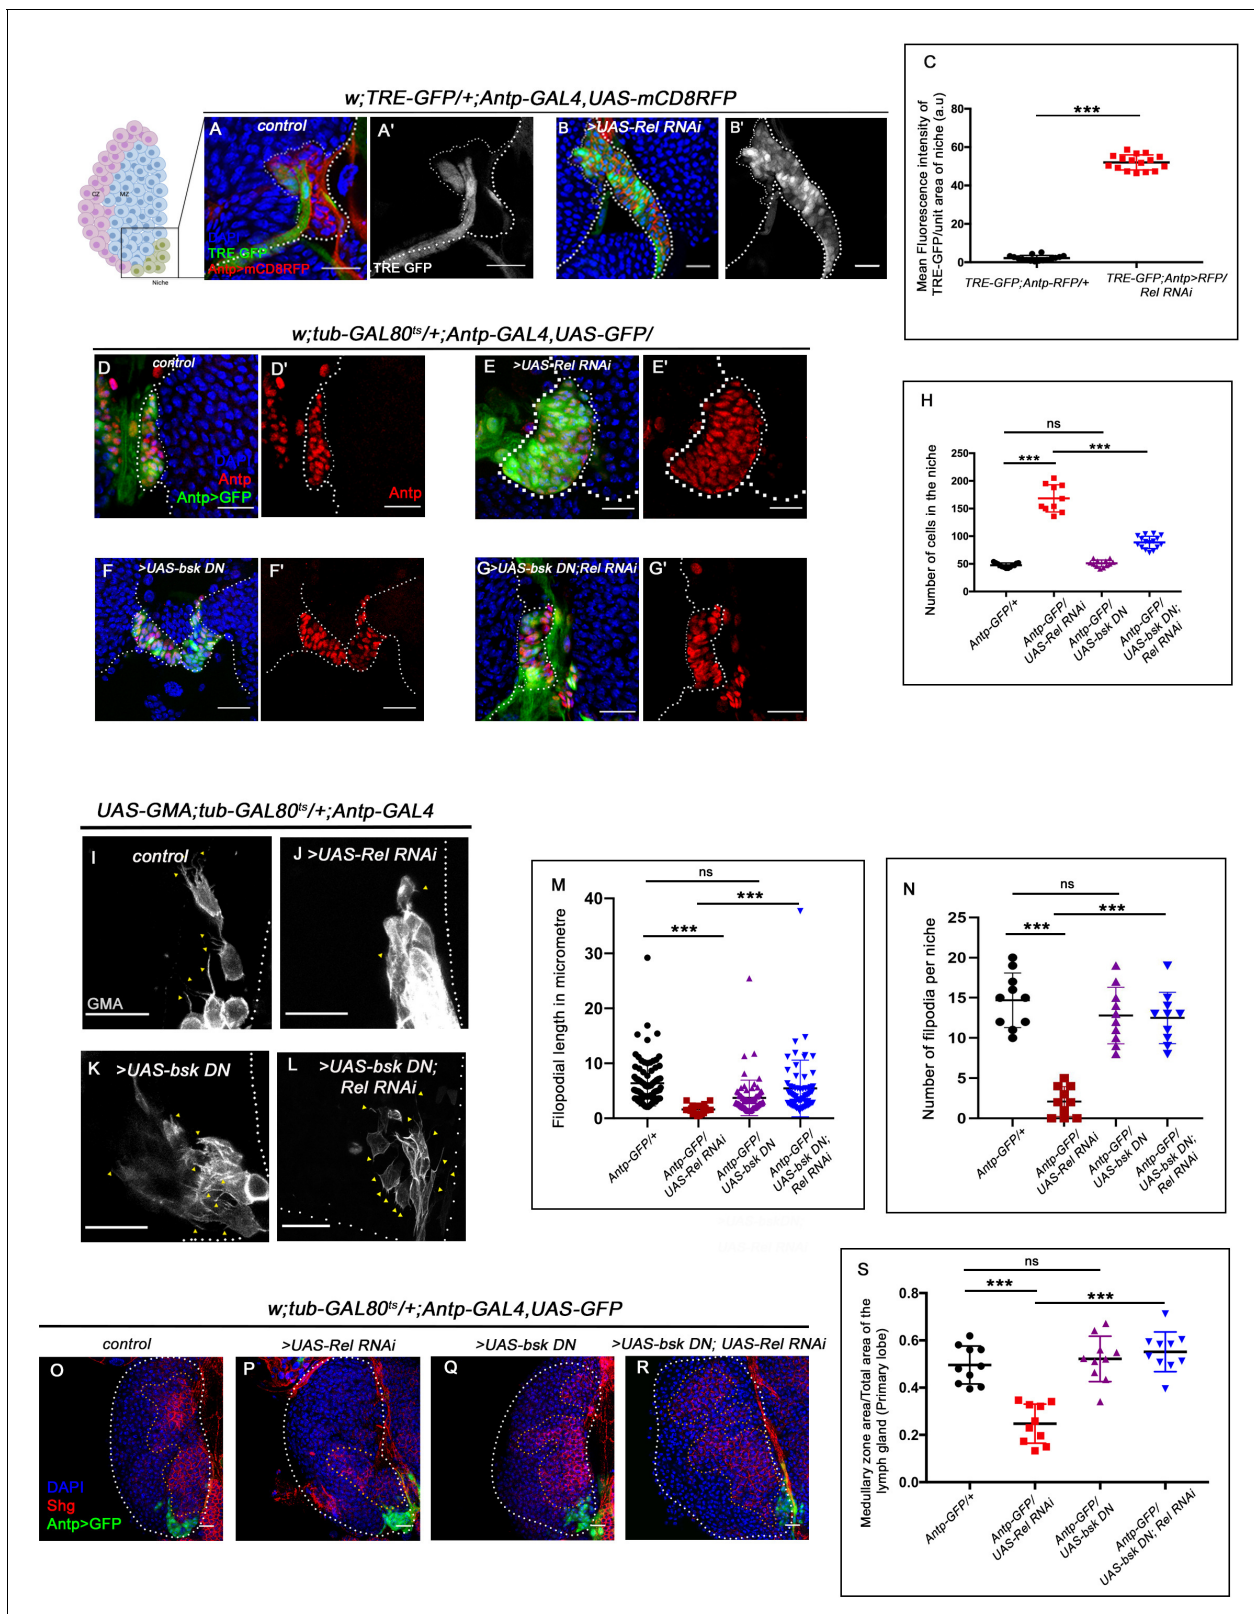 w;TRE-GFP/+;Antp-GAL4,UAS-mCD8RFP
CZ
MZ
Niche
A
control
DAPI
TRE GFP
Antp>mCD8RFP
A'
TRE GFP
B
>UAS-Rel RNAi
B'
C
Mean Fluorescence intensity of
TRE-GFP/unit area of niche (a.u)
80
60
40
20
0
***
TRE-GFP;Antp-RFP/+
TRE-GFP;Antp>RFP/
Rel RNAi
w;tub-GAL80ts/+;Antp-GAL4,UAS-GFP/
D
control
DAPI
Antp
Antp>GFP
D'
Antp
E
>UAS-Rel RNAi
E'
F
>UAS-bsk DN
F'
G
>UAS-bsk DN;Rel RNAi
G'
H
Number of cells in the niche
250
200
150
100
50
0
ns
***
***
Antp-GFP/+
Antp-GFP/
UAS-Rel RNAi
Antp-GFP/
UAS-bsk DN
Antp-GFP/
UAS-bsk DN;
Rel RNAi
UAS-GMA;tub-GAL80ts/+;Antp-GAL4
I
control
GMA
J
>UAS-Rel RNAi
K
>UAS-bsk DN
L
>UAS-bsk DN;
Rel RNAi
M
Filopodial length in micrometre
40
30
20
10
0
ns
***
***
Antp-GFP/+
Antp-GFP/
UAS-Rel RNAi
Antp-GFP/
UAS-bsk DN
Antp-GFP/
UAS-bsk DN;
Rel RNAi
N
Number of filpodia per niche
25
20
15
10
5
0
ns
***
***
Antp-GFP/+
Antp-GFP/
UAS-Rel RNAi
Antp-GFP/
UAS-bsk DN
Antp-GFP/
UAS-bsk DN;
Rel RNAi
w;tub-GAL80ts/+;Antp-GAL4,UAS-GFP
control
>UAS-Rel RNAi
>UAS-bsk DN
>UAS-bsk DN; UAS-Rel RNAi
O
DAPI
Shg
Antp>GFP
P
Q
R
S
Medullary zone area/Total area of the
lymph gland (Primary lobe)
0.8
0.6
0.4
0.2
0.0
ns
***
***
Antp-GFP/+
Antp-GFP/
UAS-Rel RNAi
Antp-GFP/
UAS-bsk DN
Antp-GFP/
UAS-bsk DN; Rel RNAi